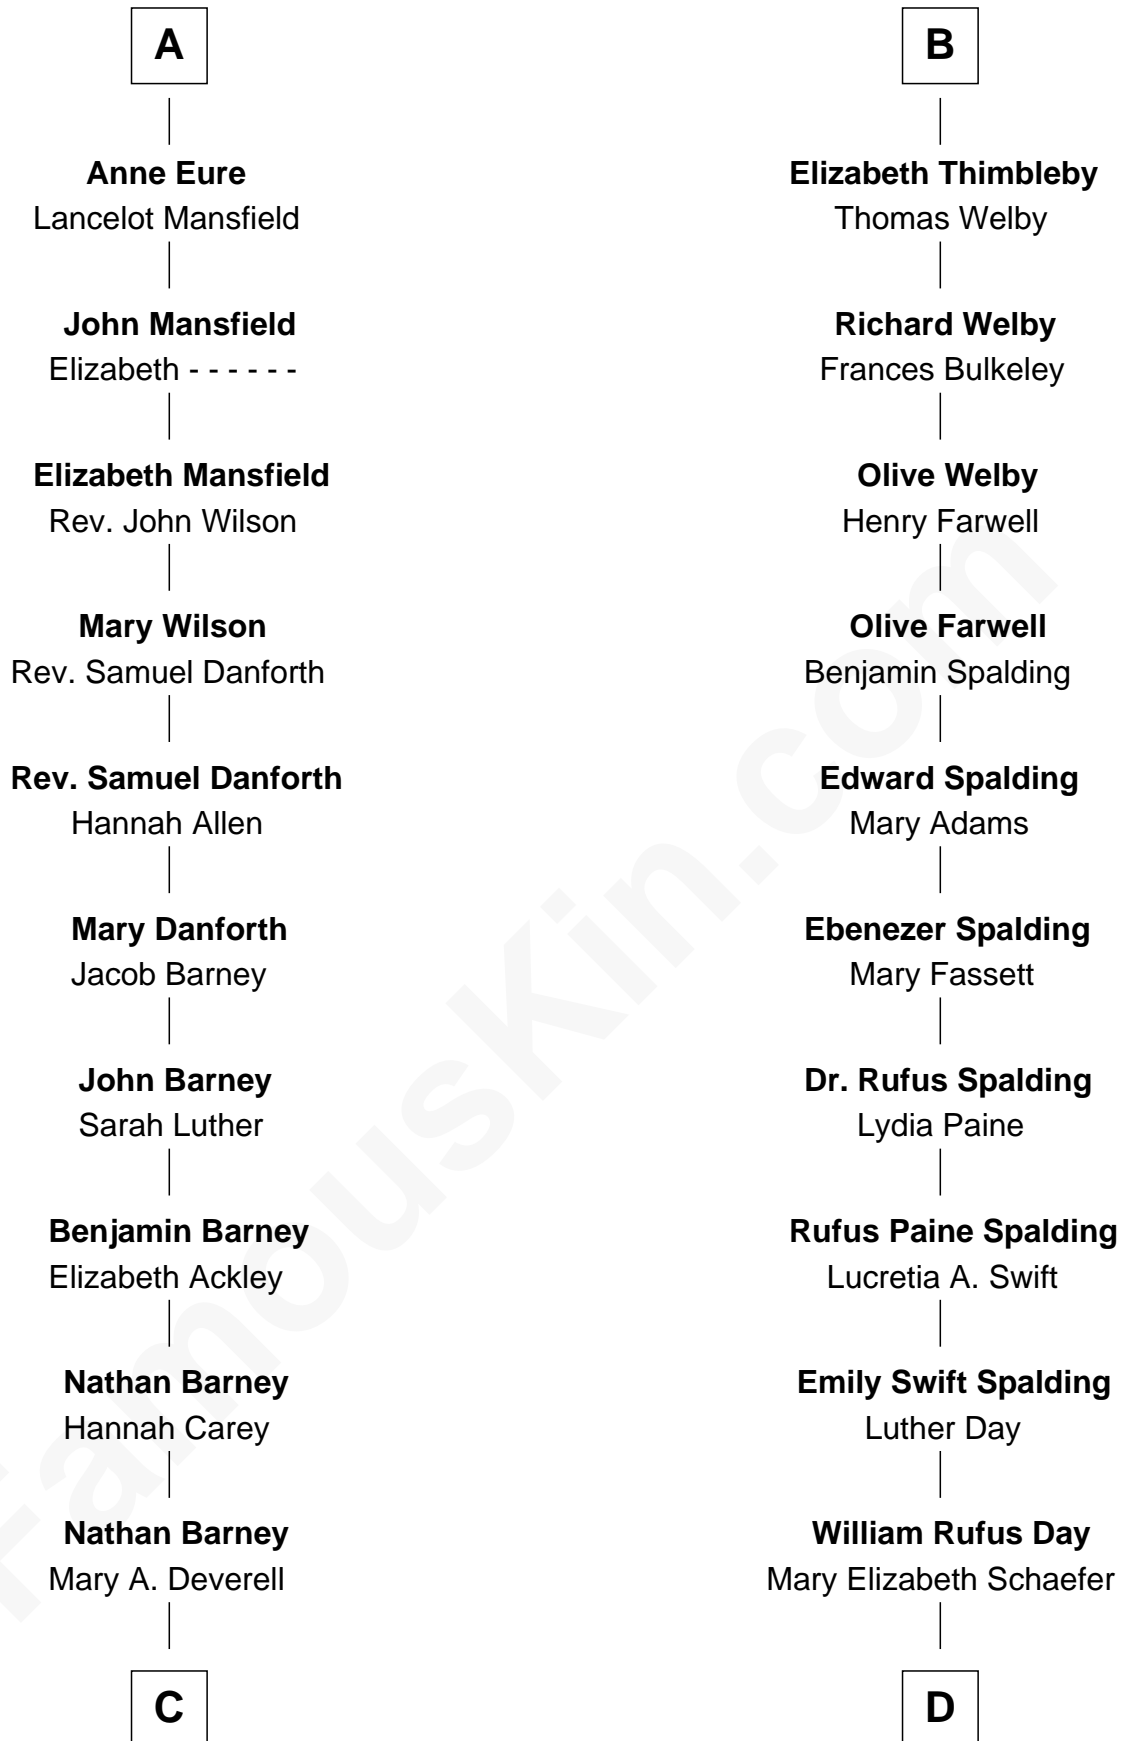 A
Anne Eure
Lancelot Mansfield
John Mansfield
Elizabeth - - - - - -
Elizabeth Mansfield
Rev. John Wilson
Mary Wilson
Rev. Samuel Danforth
Rev. Samuel Danforth
Hannah Allen
Mary Danforth
Jacob Barney
John Barney
Sarah Luther
Benjamin Barney
Elizabeth Ackley
Nathan Barney
Hannah Carey
Nathan Barney
Mary A. Deverell
C
B
Elizabeth Thimbleby
Thomas Welby
Richard Welby
Frances Bulkeley
Olive Welby
Henry Farwell
Olive Farwell
Benjamin Spalding
Edward Spalding
Mary Adams
Ebenezer Spalding
Mary Fassett
Dr. Rufus Spalding
Lydia Paine
Rufus Paine Spalding
Lucretia A. Swift
Emily Swift Spalding
Luther Day
William Rufus Day
Mary Elizabeth Schaefer
D
FamousKin.com